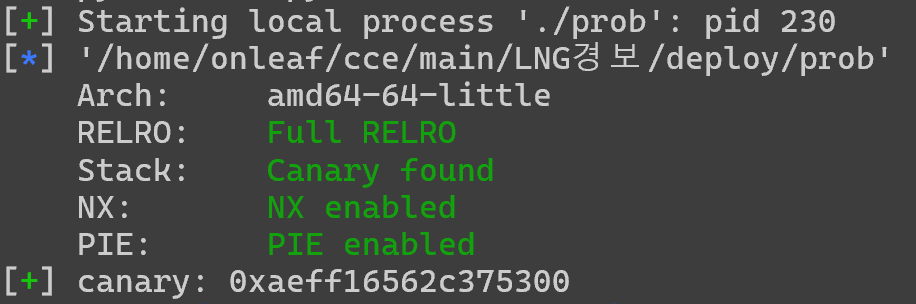 [+] Starting local process './prob': pid 230
[*] '/home/onleaf/cce/main/LNG경보/deploy/prob'
    Arch:     amd64-64-little
    RELRO:    Full RELRO
    Stack:    Canary found
    NX:       NX enabled
    PIE:      PIE enabled
[+] canary: 0xaeff16562c375300